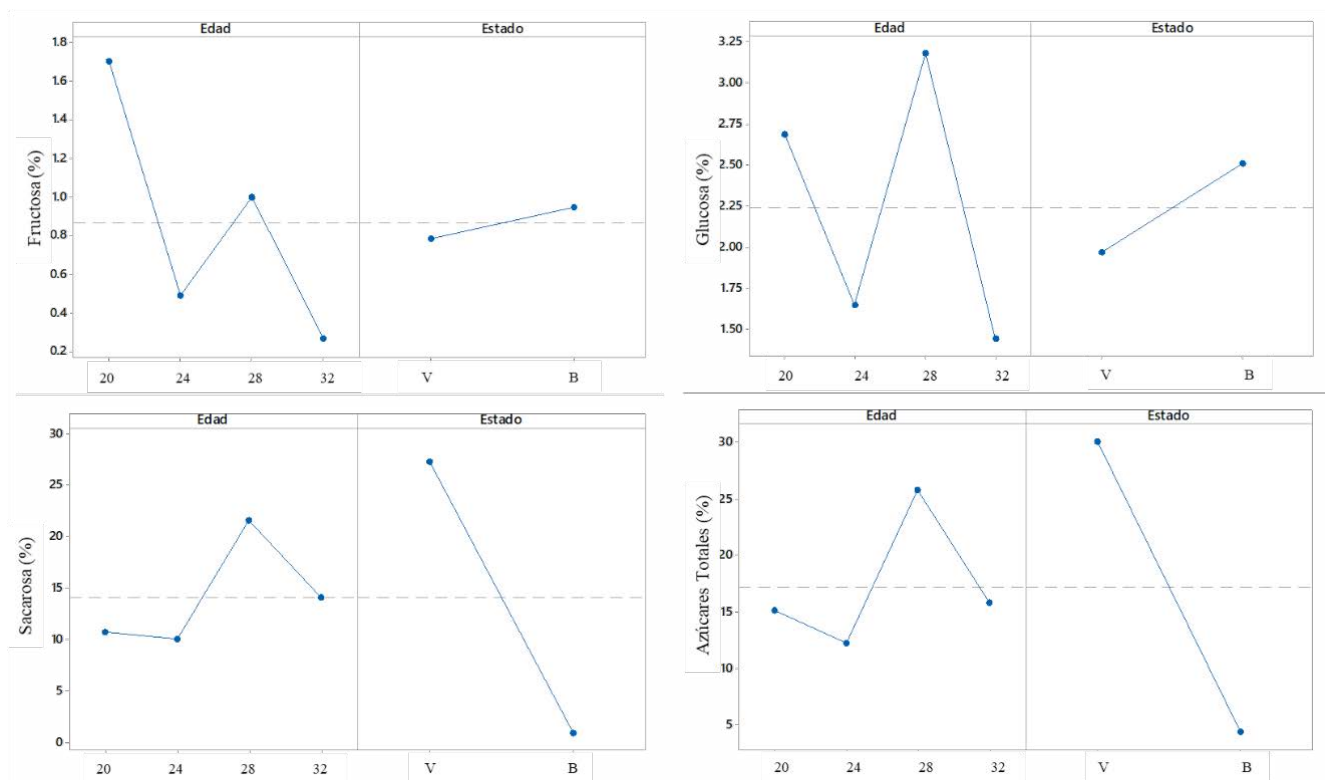 Edad Estado
1.8
1.6
1.4
1.2
1.0
0.8
0.6
0.4
0.2
Fructosa (%)
20 24 28 32 V B
Edad Estado
3.25
3.00
2.75
2.50
2.25
2.00
1.75
1.50
Glucosa (%)
20 24 28 32 V B
Edad Estado
30
25
20
15
10
5
0
Sacarosa (%)
20 24 28 32 V B
Edad Estado
30
25
20
15
10
5
Azúcares Totales (%)
20 24 28 32 V B